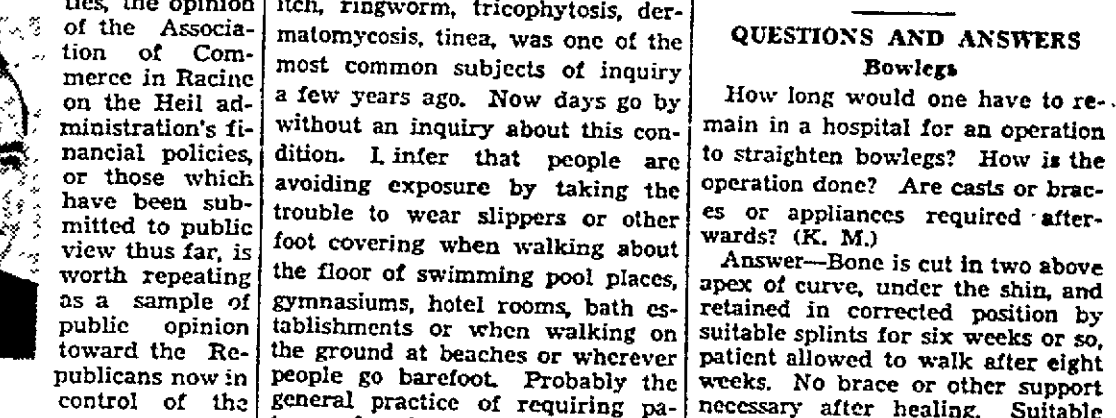 ties, the opinion
of the Associa-
tion of Com-
merce in Racine
on the Heil ad-
ministration's fi-
nancial policies,
or those which
have been sub-
mitted to public
view thus far, is
worth repeating
as a sample of
public opinion
toward the Re-
publicans now in
control of the
itch, ringworm, tricophytosis, der-
matomycosis, tinea, was one of the
most common subjects of inquiry
a few years ago. Now days go by
without an inquiry about this con-
dition. I infer that people are
avoiding exposure by taking the
trouble to wear slippers or other
foot covering when walking about
the floor of swimming pool places,
gymnasiums, hotel rooms, bath es-
tablishments or when walking on
the ground at beaches or wherever
people go barefoot. Probably the
general practice of requiring pa-
QUESTIONS AND ANSWERS
Bowlegs
How long would one have to re-
main in a hospital for an operation
to straighten bowlegs? How is the
operation done? Are casts or brac-
es or appliances required after-
wards? (K. M.)
Answer—Bone is cut in two above
apex of curve, under the shin, and
retained in corrected position by
suitable splints for six weeks or so,
patient allowed to walk after eight
weeks. No brace or other support
necessary after healing. Suitable